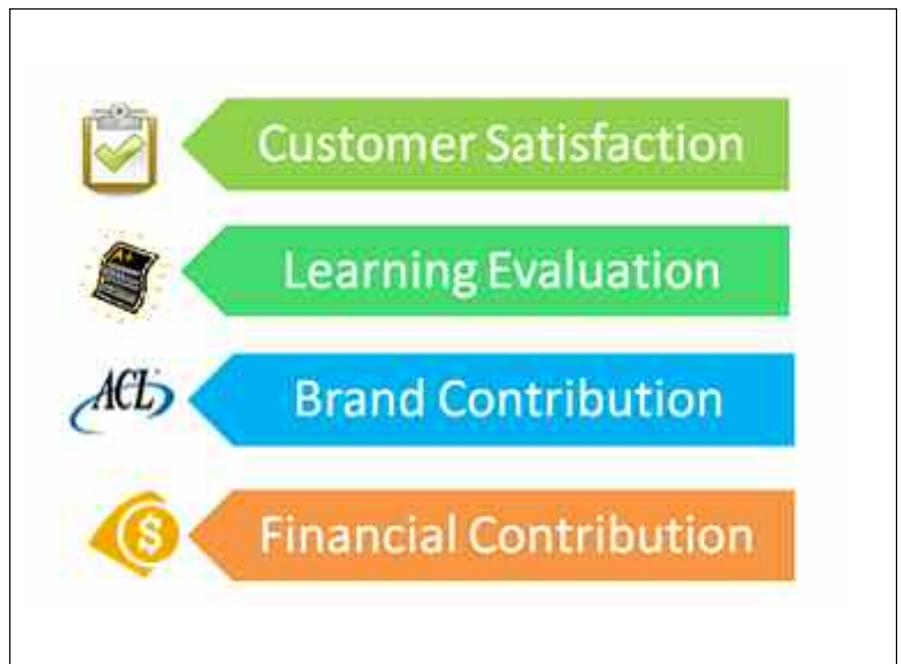 Customer Satisfaction
A+
Learning Evaluation
ACL
Brand Contribution
$
Financial Contribution